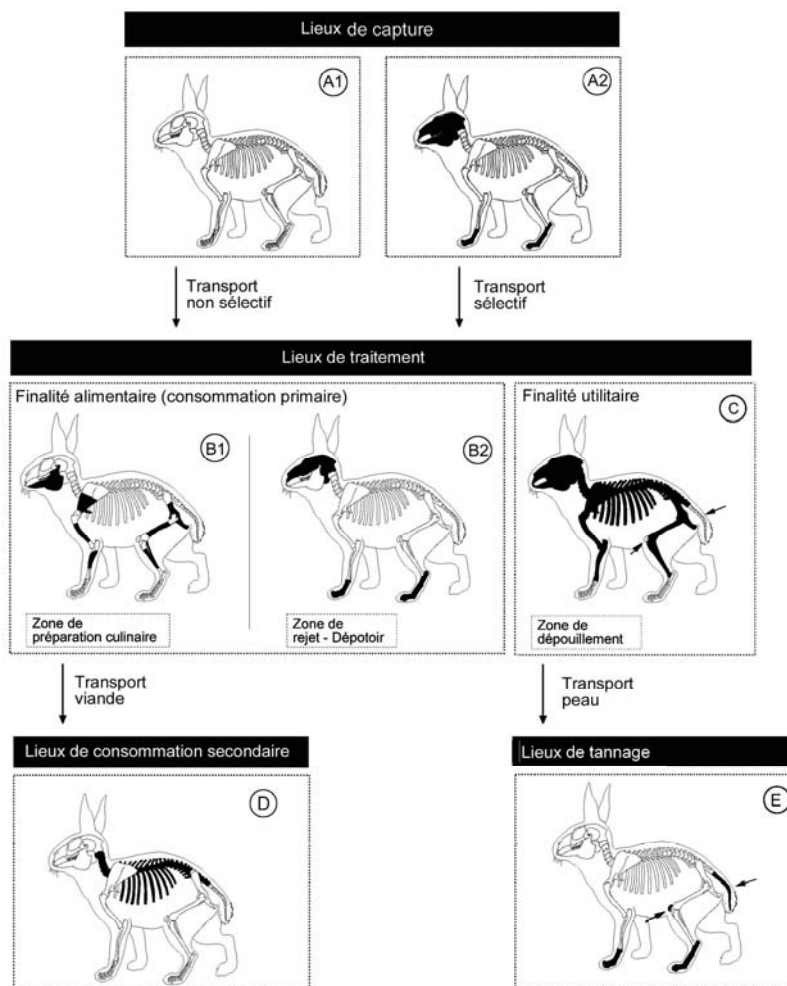 Lieux de capture
A1
A2
Transport
non sélectif
Transport
sélectif
Lieux de traitement
Finalité alimentaire (consommation primaire)
Finalité utilitaire
B1
B2
C
Zone de
préparation culinaire
Zone de
rejet - Dépotoir
Zone de
dépouillement
Transport
viande
Transport
peau
Lieux de consommation secondaire
Lieux de tannage
D
E